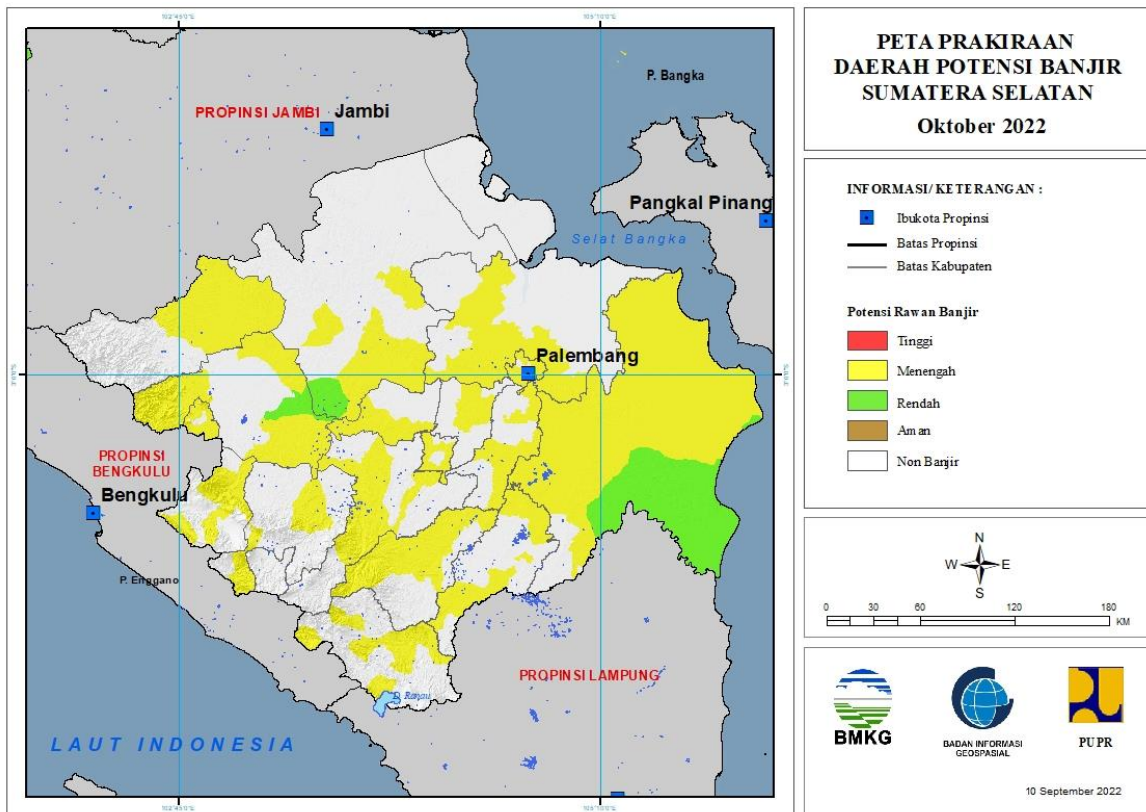 PETA PRAKIRAAN
DAERAH POTENSI BANJIR
SUMATERA SELATAN
Oktober 2022
INFORMASI/ KETERANGAN :
Ibukota Propinsi
Batas Propinsi
Batas Kabupaten
Potensi Rawan Banjir
Tinggi
Menengah
Rendah
Aman
Non Banjir
N
W E
S
0 30 60 120 180
KM
BMKG
BADAN INFORMASI
GEOSPASIAL
PUPR
10 September 2022
P. Bangka
PROPINSI JAMBI
Jambi
Pangkal Pinang
Selat Bangka
Palembang
PROPINSI
BENGKULU
Bengkulu
P. Enggano
PROPINSI LAMPUNG
D. Ranau
LAUT INDONESIA